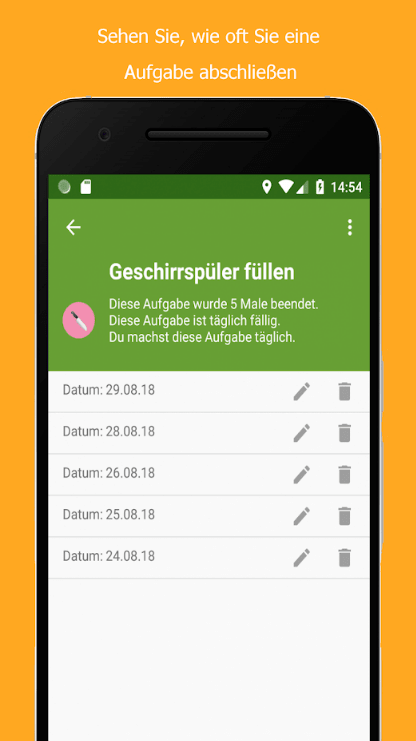 Sehen Sie, wie oft Sie eine
Aufgabe abschließen
14:54
Geschirrspüler füllen
Diese Aufgabe wurde 5 Male beendet.
Diese Aufgabe ist täglich fällig.
Du machst diese Aufgabe täglich.
Datum: 29.08.18
Datum: 28.08.18
Datum: 26.08.18
Datum: 25.08.18
Datum: 24.08.18